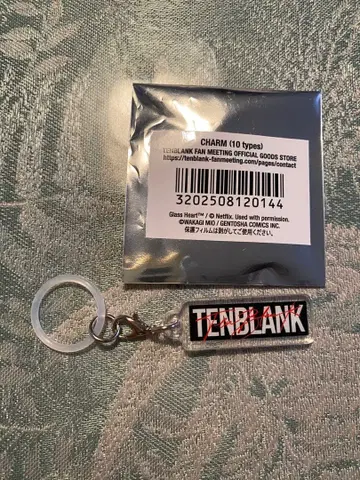 CHARM (10 types)
TENBLANK FAN MEETING OFFICIAL GOODS STORE
https://tenblank-fanmeeting.com/pages/contact
3202508120144
Glass Heart™ / © Netflix. Used with permission.
©WAKAGI MIO / GENTOSHA COMICS INC.
保護フィルムは剥がしてご使用ください。
TENBLANK